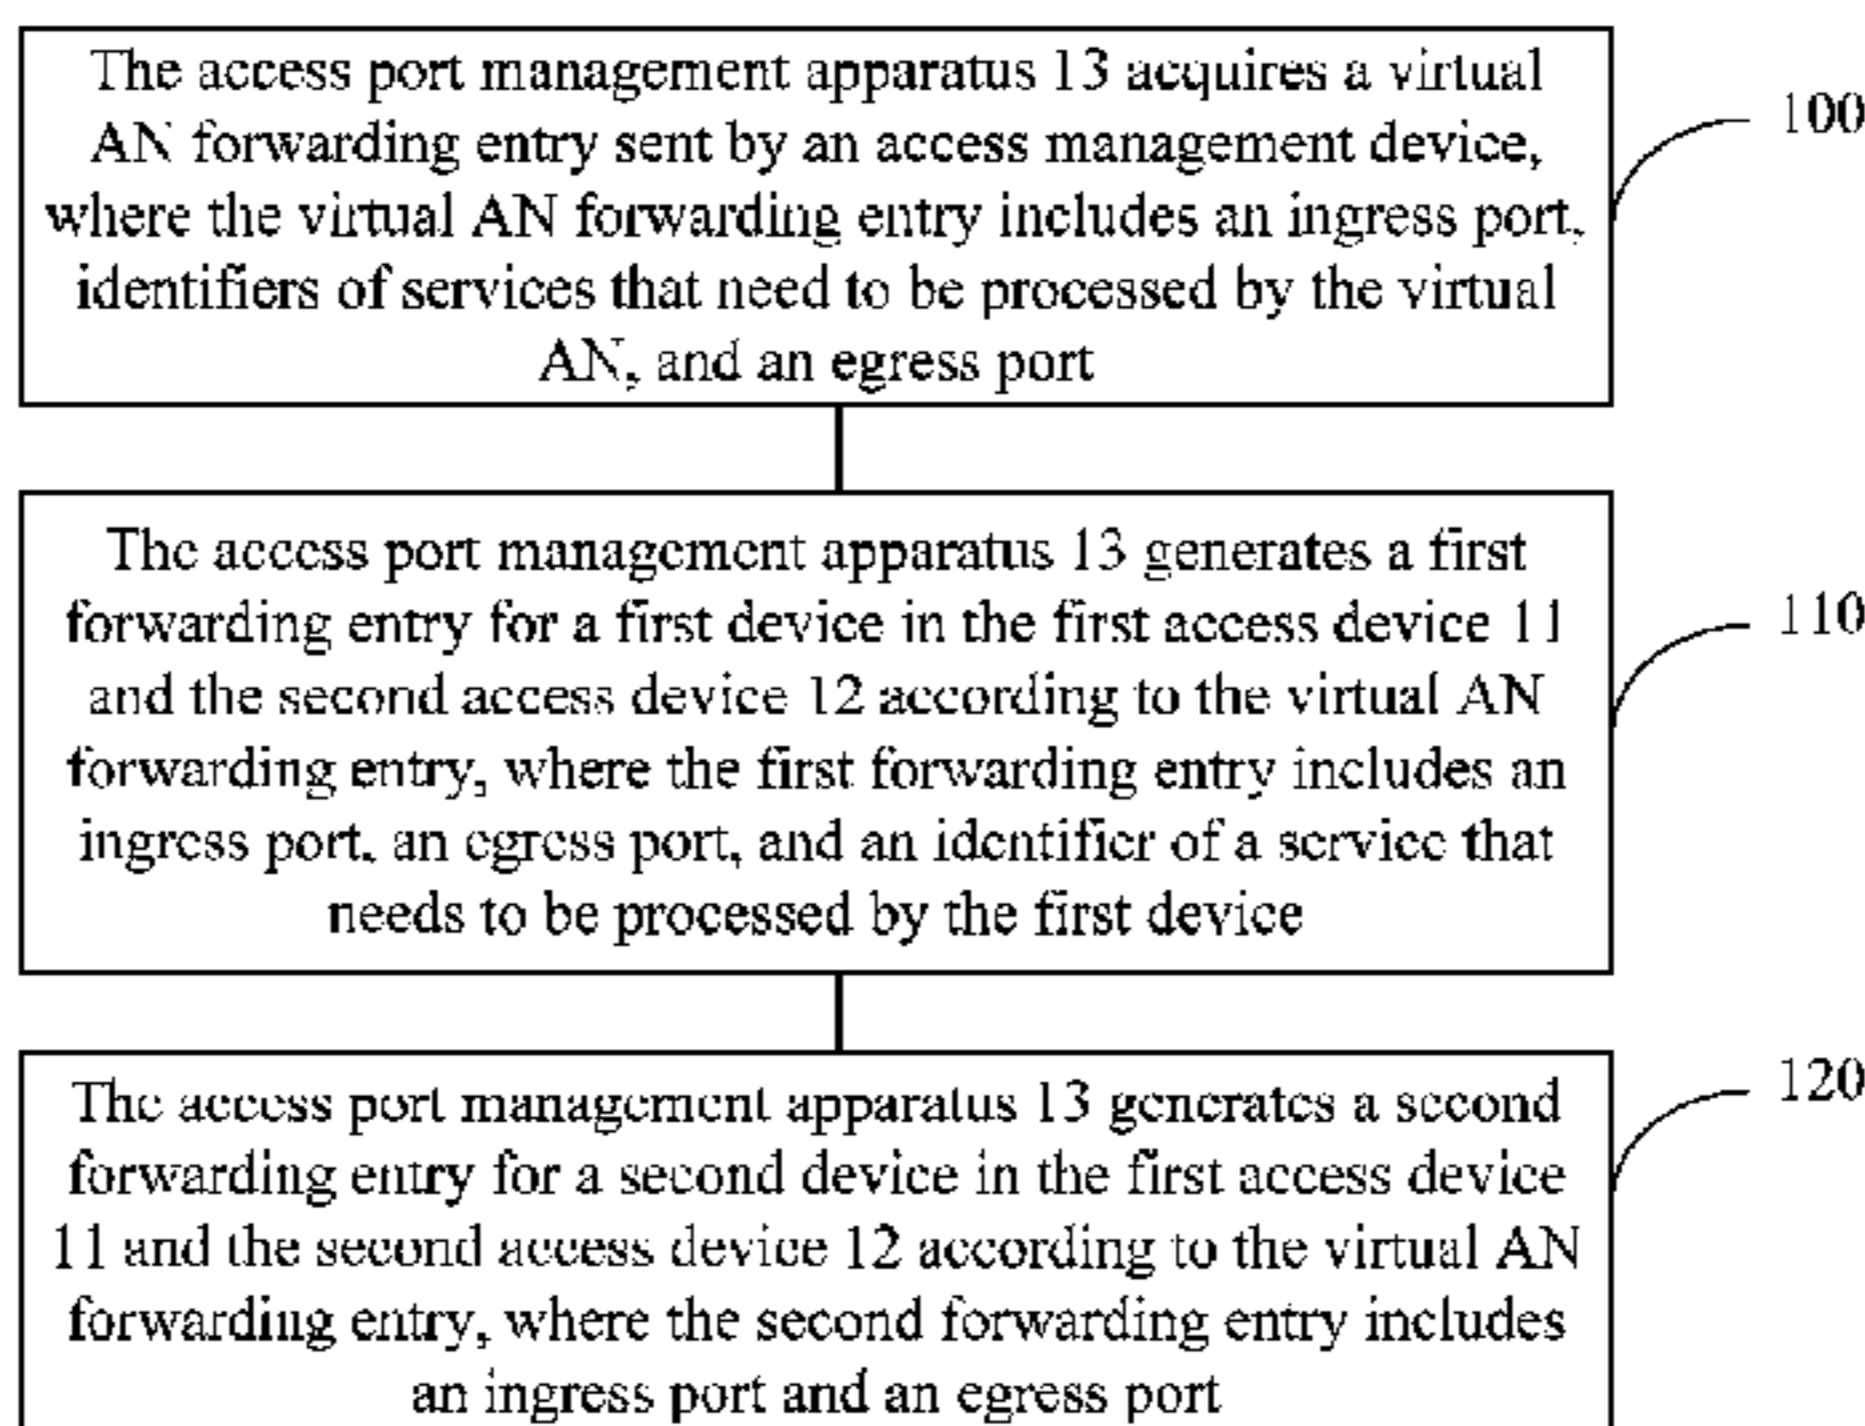 The access port management apparatus 13 acquires a virtual
AN forwarding entry sent by an access management device,
where the virtual AN forwarding entry includes an ingress port,
identifiers of services that need to be processed by the virtual
AN, and an egress port
100
The access port management apparatus 13 generates a first
forwarding entry for a first device in the first access device 11
and the second access device 12 according to the virtual AN
forwarding entry, where the first forwarding entry includes an
ingress port, an egress port, and an identifier of a service that
needs to be processed by the first device
110
The access port management apparatus 13 generates a second
forwarding entry for a second device in the first access device
11 and the second access device 12 according to the virtual AN
forwarding entry, where the second forwarding entry includes
an ingress port and an egress port
120